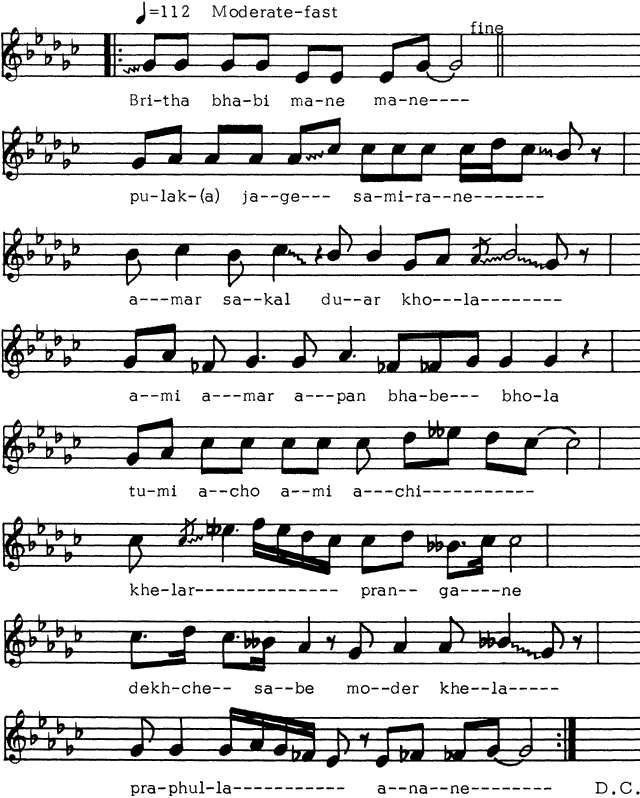 ♩=112 Moderate-fast
fine
Bri-tha bha-bi ma-ne ma-ne----
pu-lak-(a) ja--ge--- sa-mi-ra--ne-------
a---mar sa--kal du--ar kho---la--------
a--mi a---mar a---pan bha-be--- bho-la
tu-mi a--cho a--mi a---chi-----------
khe-lar-------------- pran-- ga----ne
dekh-che-- sa--be mo--der khe--la-----
pra-phul-la----------- a--na--ne--------
D.C.